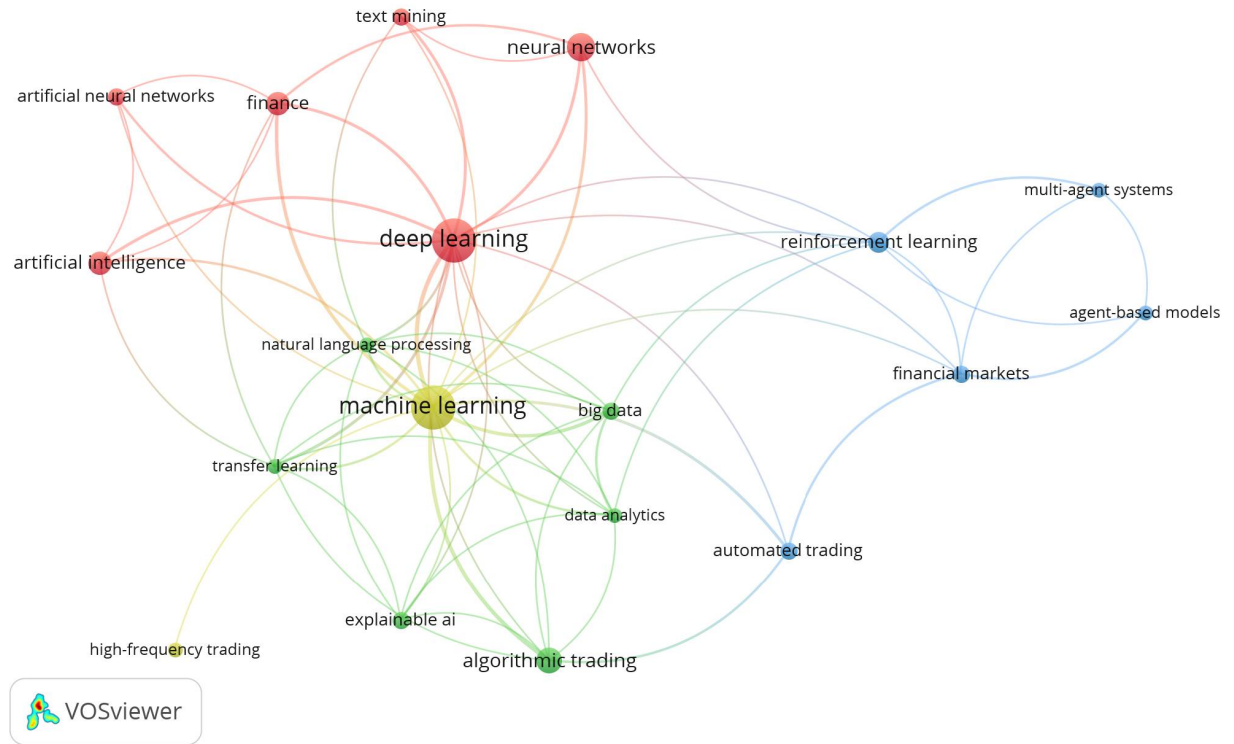 text mining
neural networks
artificial neural networks
finance
multi-agent systems
deep learning
reinforcement learning
artificial intelligence
agent-based models
natural language processing
financial markets
machine learning
big data
transfer learning
data analytics
automated trading
explainable ai
high-frequency trading
algorithmic trading
VOSviewer